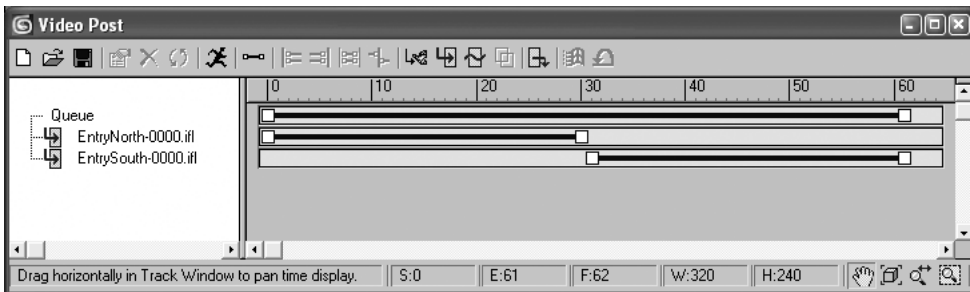 Video Post
0 10 20 30 40 50 60
Queue
EntryNorth-0000.ifl
EntrySouth-0000.ifl
Drag horizontally in Track Window to pan time display. S:0 E:61 F:62 W:320 H:240